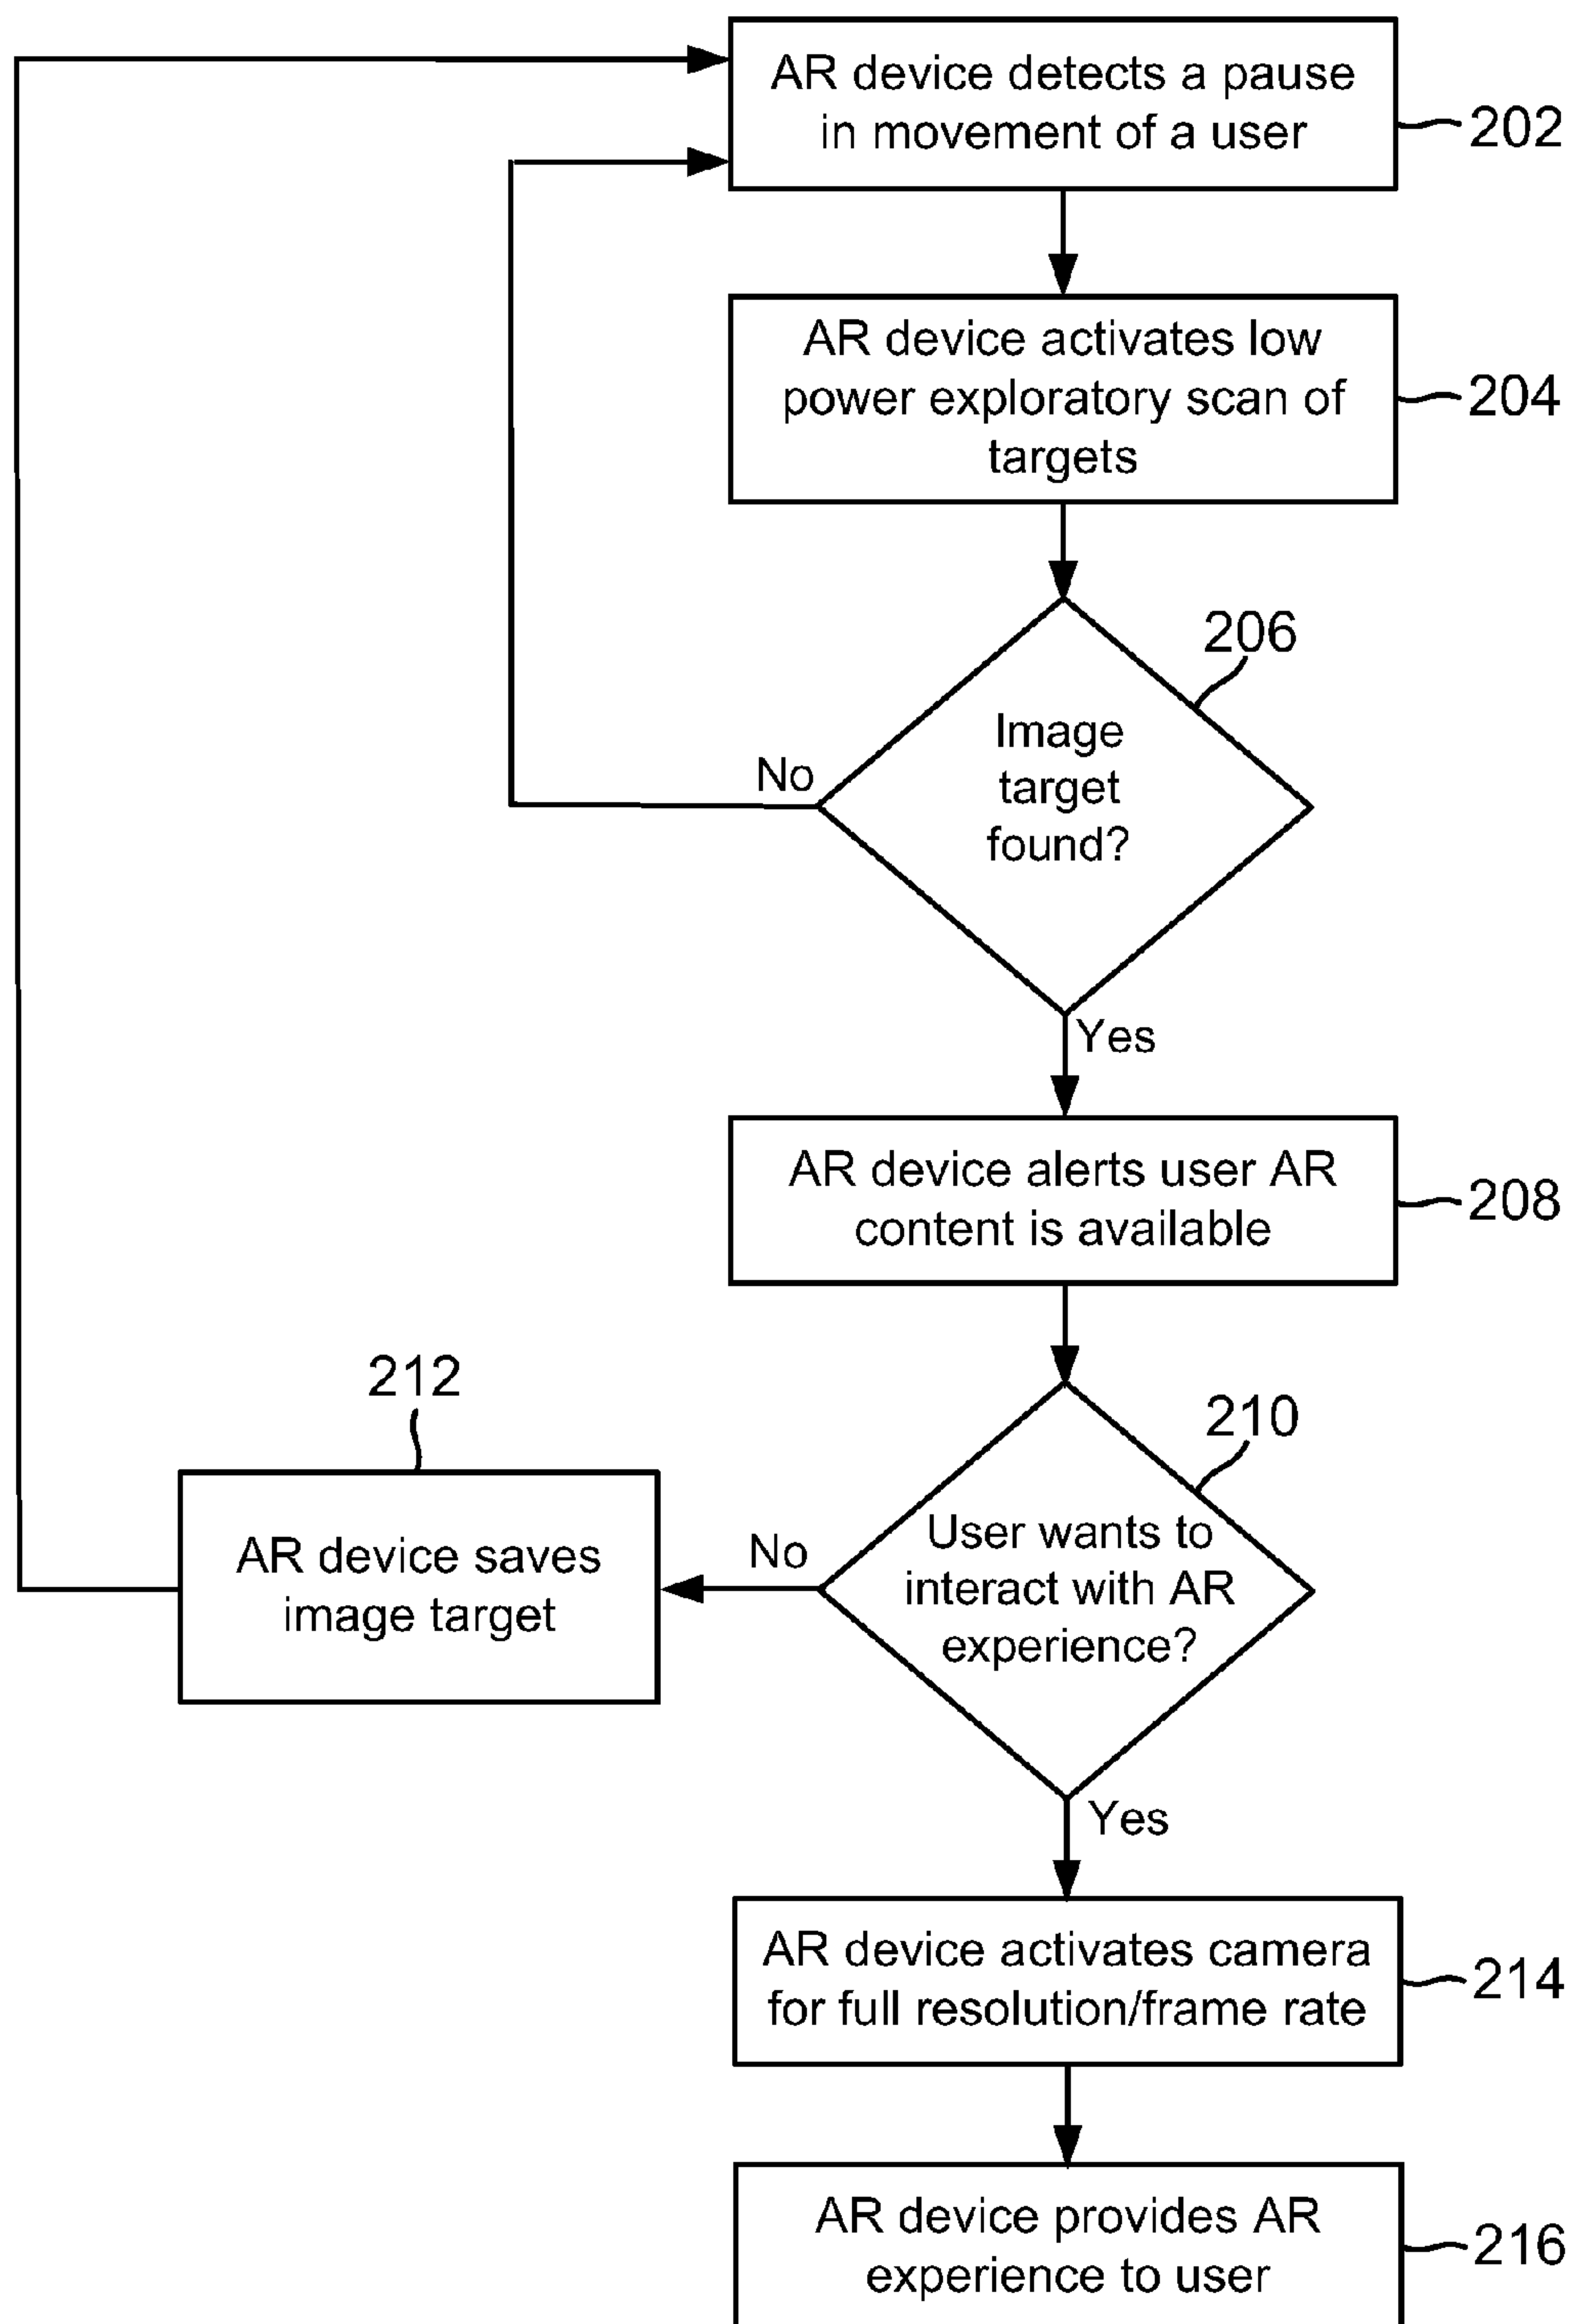 AR device detects a pause
in movement of a user
202
AR device activates low
power exploratory scan of
targets
204
206
Image
target
found?
No
Yes
AR device alerts user AR
content is available
208
210
User wants to
interact with AR
experience?
No
212
AR device saves
image target
Yes
AR device activates camera
for full resolution/frame rate
214
AR device provides AR
experience to user
216